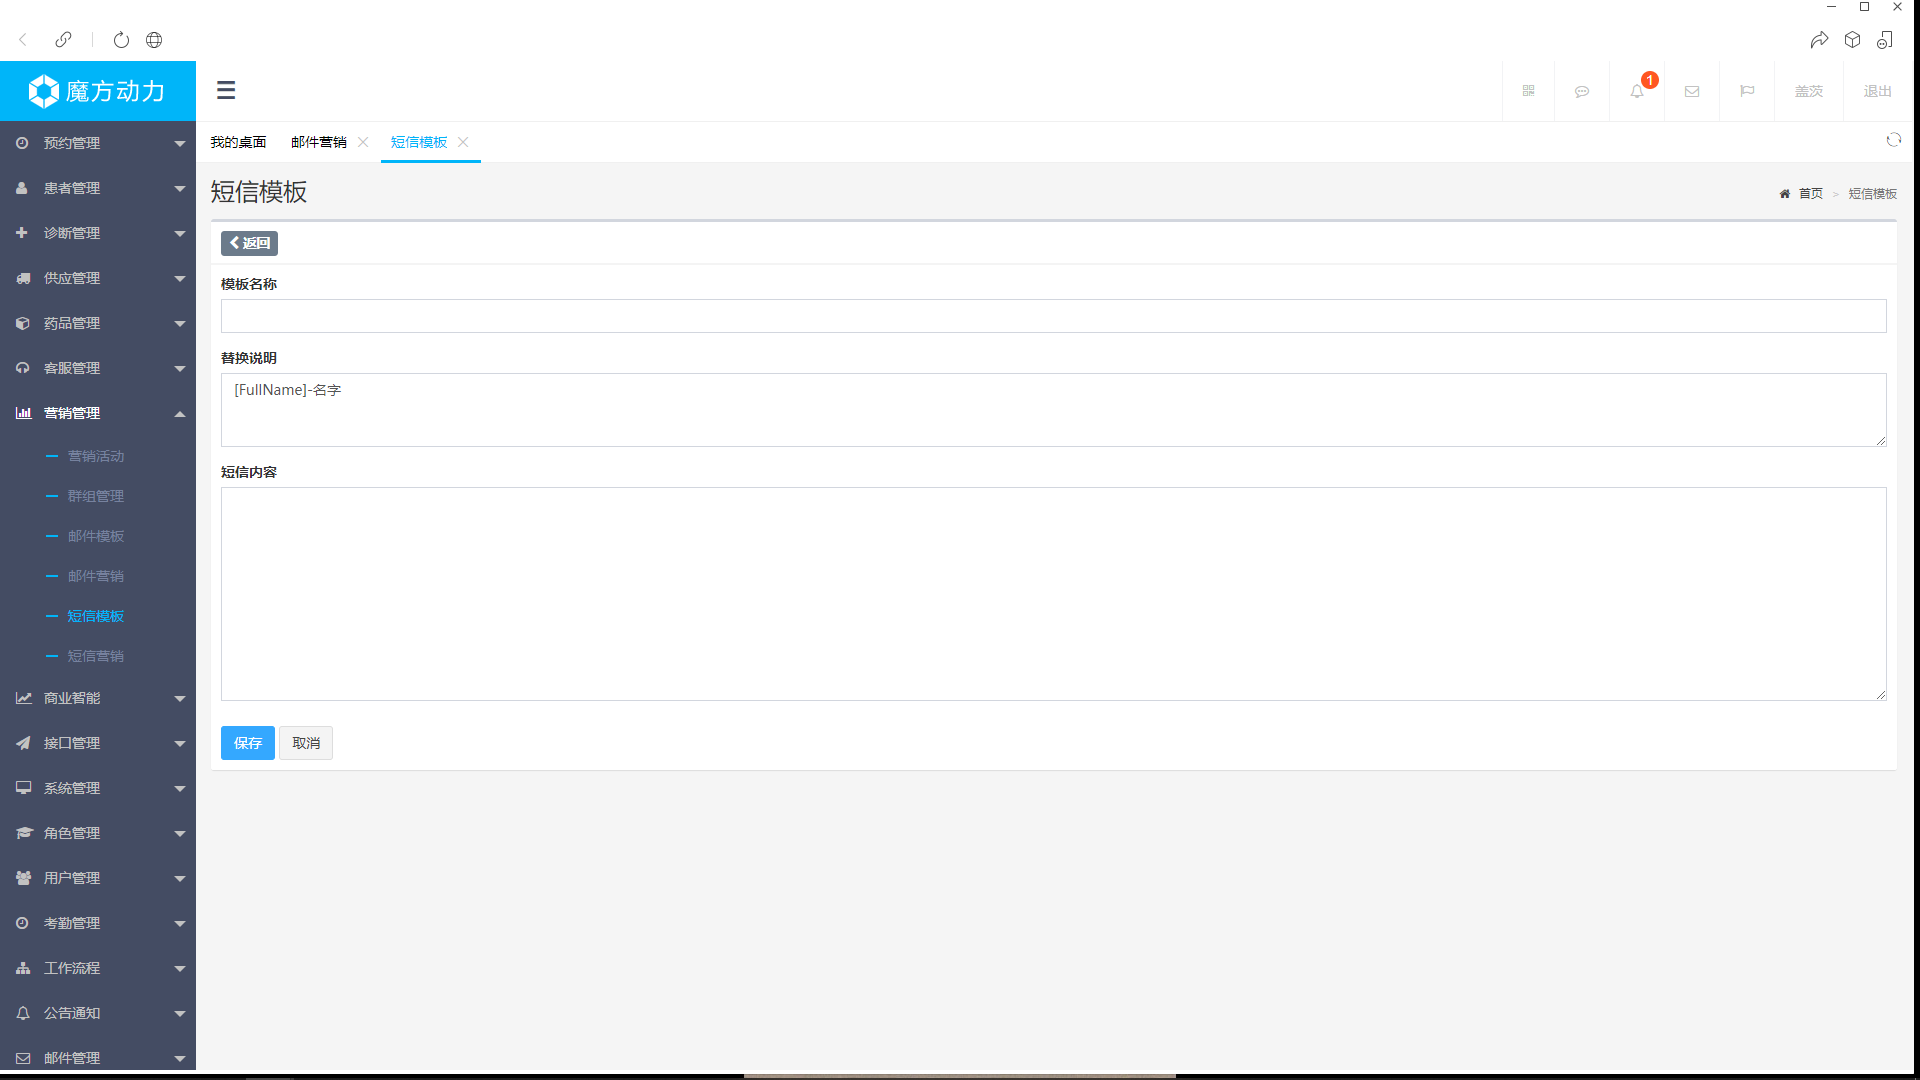 魔方动力
1
盖茨
退出
预约管理
患者管理
诊断管理
供应管理
药品管理
客服管理
营销管理
营销活动
群组管理
邮件模板
邮件营销
短信模板
短信营销
商业智能
接口管理
系统管理
角色管理
用户管理
考勤管理
工作流程
公告通知
邮件管理
我的桌面
邮件营销
短信模板
短信模板
首页 > 短信模板
返回
模板名称
替换说明
[FullName]-名字
短信内容
保存
取消